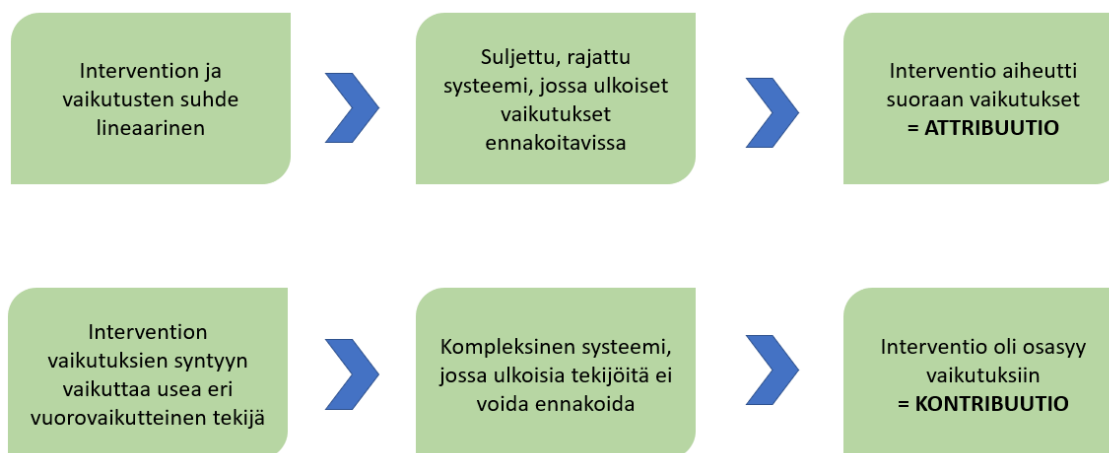 Intervention ja
vaikutusten suhde
lineaarinen
Suljettu, rajattu
systeemi, jossa ulkoiset
vaikutukset
ennakoitavissa
Interventio aiheutti
suoraan vaikutukset
= ATTRIBUUTIO
Intervention
vaikutuksien syntyyn
vaikuttaa usea eri
vuorovaikutteinen tekijä
Kompleksinen systeemi,
jossa ulkoisia tekijöitä ei
voida ennakoida
Interventio oli osasyy
vaikutuksiin
= KONTRIBUUTIO